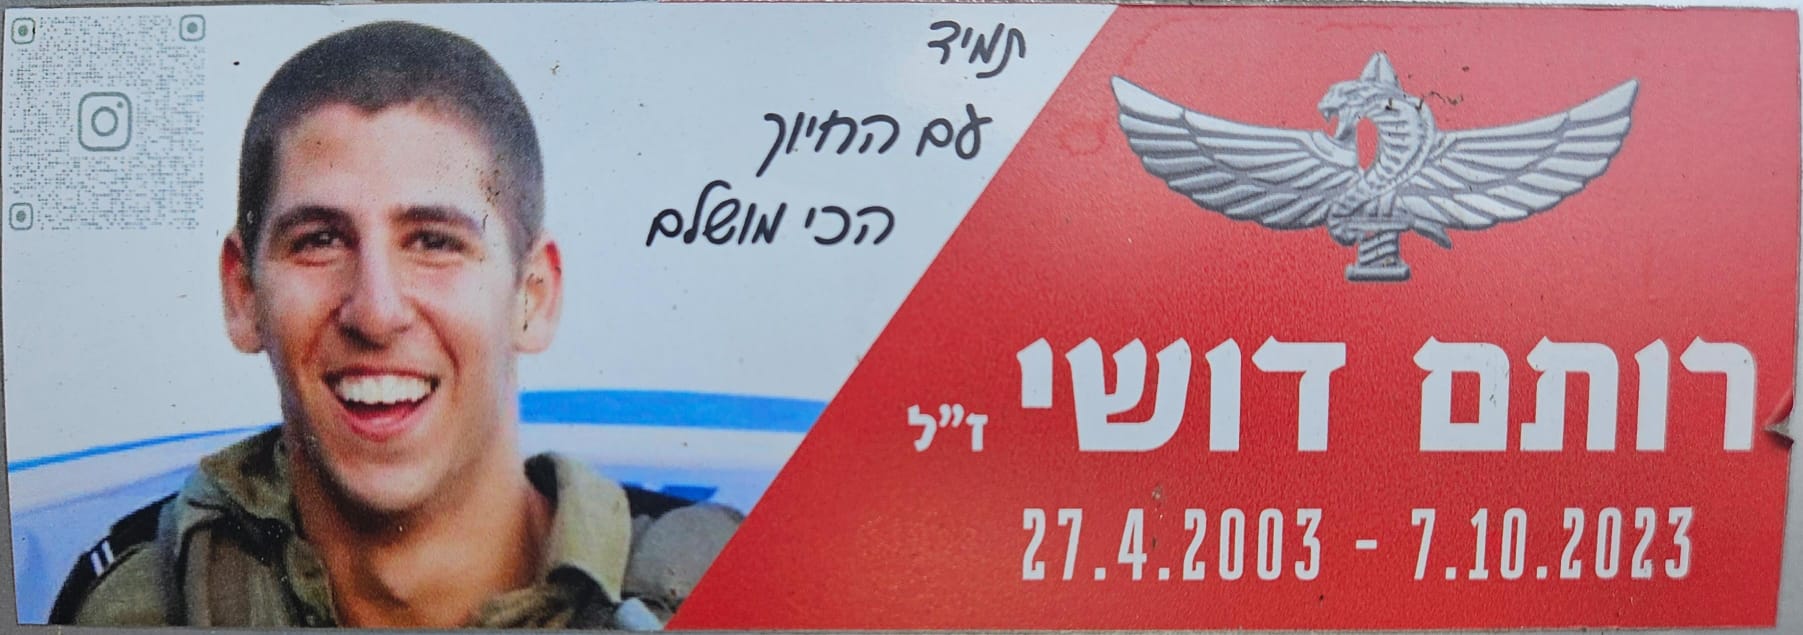 תמיד
עם החיוך
הכי מושלם
רותם דושי ז"ל
27.4.2003 - 7.10.2023